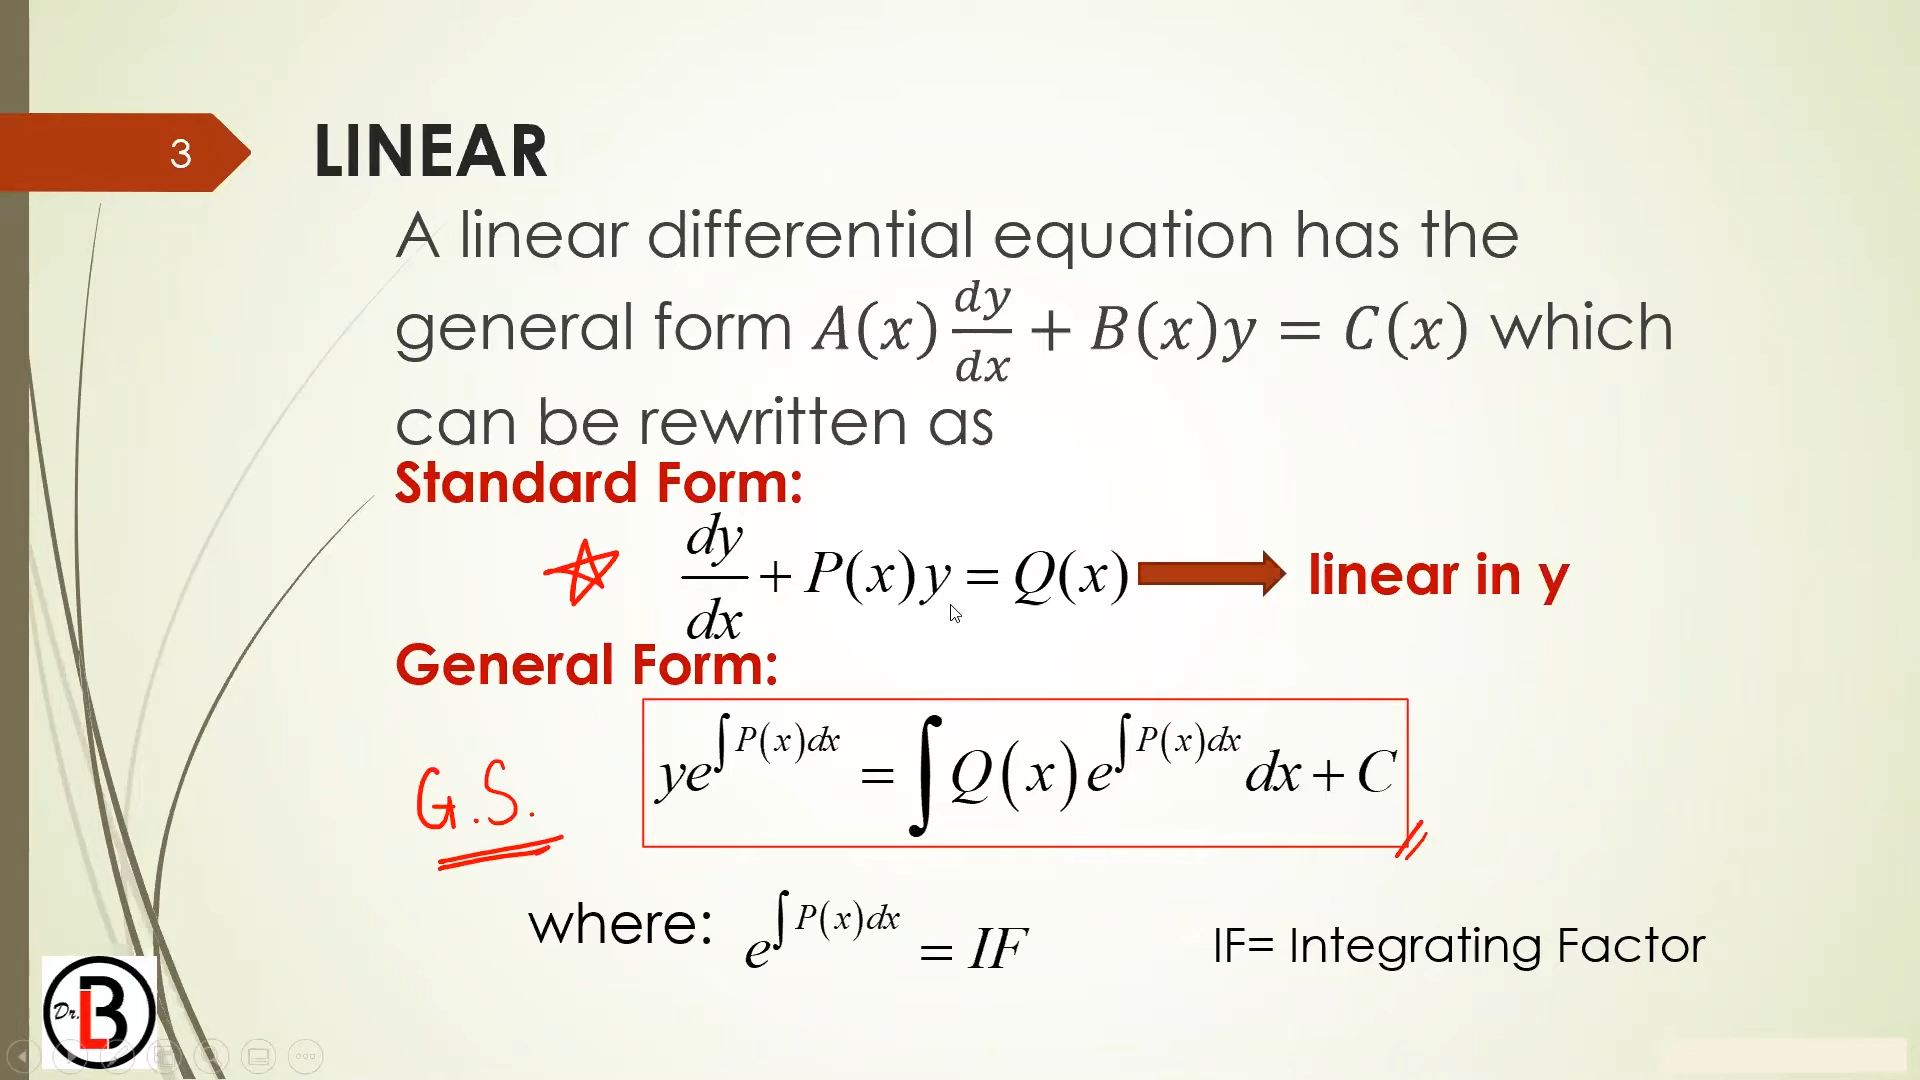 3
LINEAR
A linear differential equation has the
general form A(x) dy/dx + B(x)y = C(x) which
can be rewritten as
Standard Form:
dy/dx + P(x)y = Q(x) linear in y
General Form:
G.S. ye^∫P(x)dx = ∫Q(x)e^∫P(x)dx dx + C
where: e^∫P(x)dx = IF IF= Integrating Factor
Dr. LB